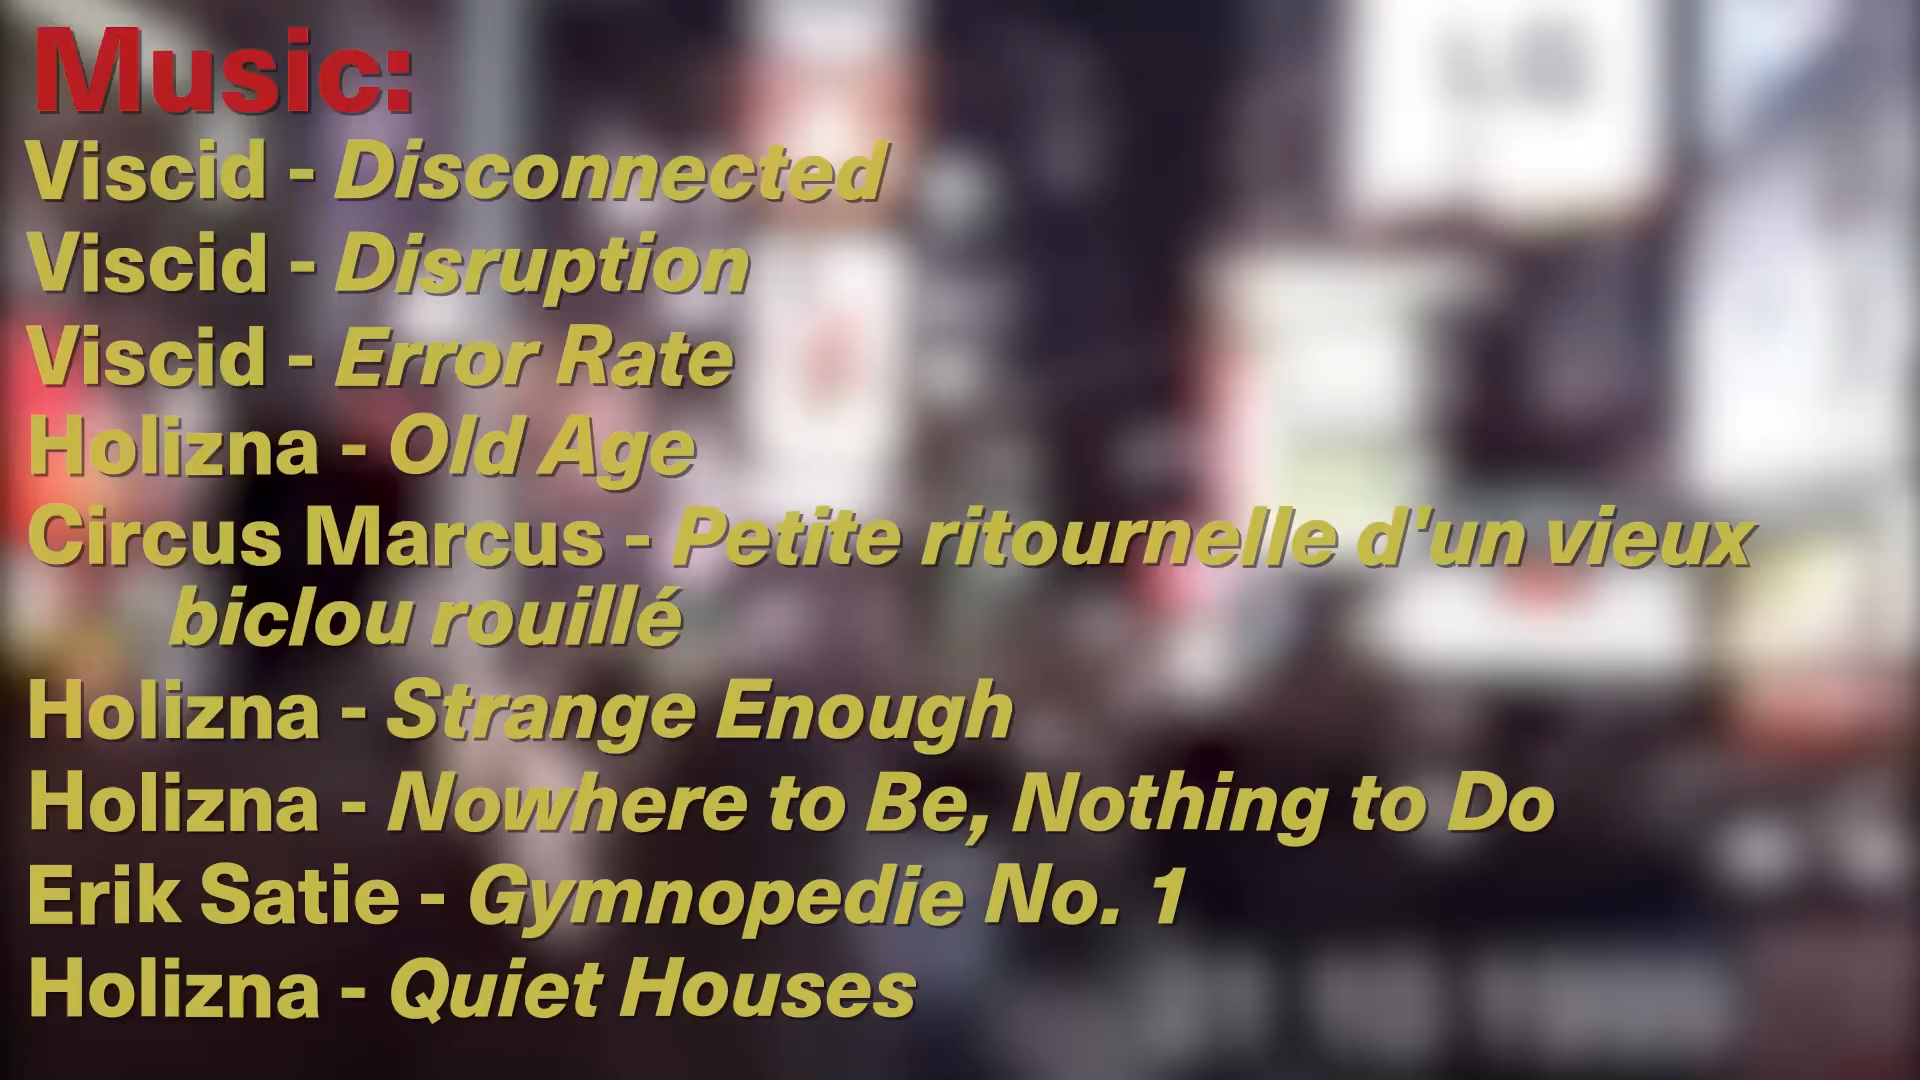 Music:
Viscid - Disconnected
Viscid - Disruption
Viscid - Error Rate
Holizna - Old Age
Circus Marcus - Petite ritournelle d'un vieux
biclou rouillé
Holizna - Strange Enough
Holizna - Nowhere to Be, Nothing to Do
Erik Satie - Gymnopedie No. 1
Holizna - Quiet Houses